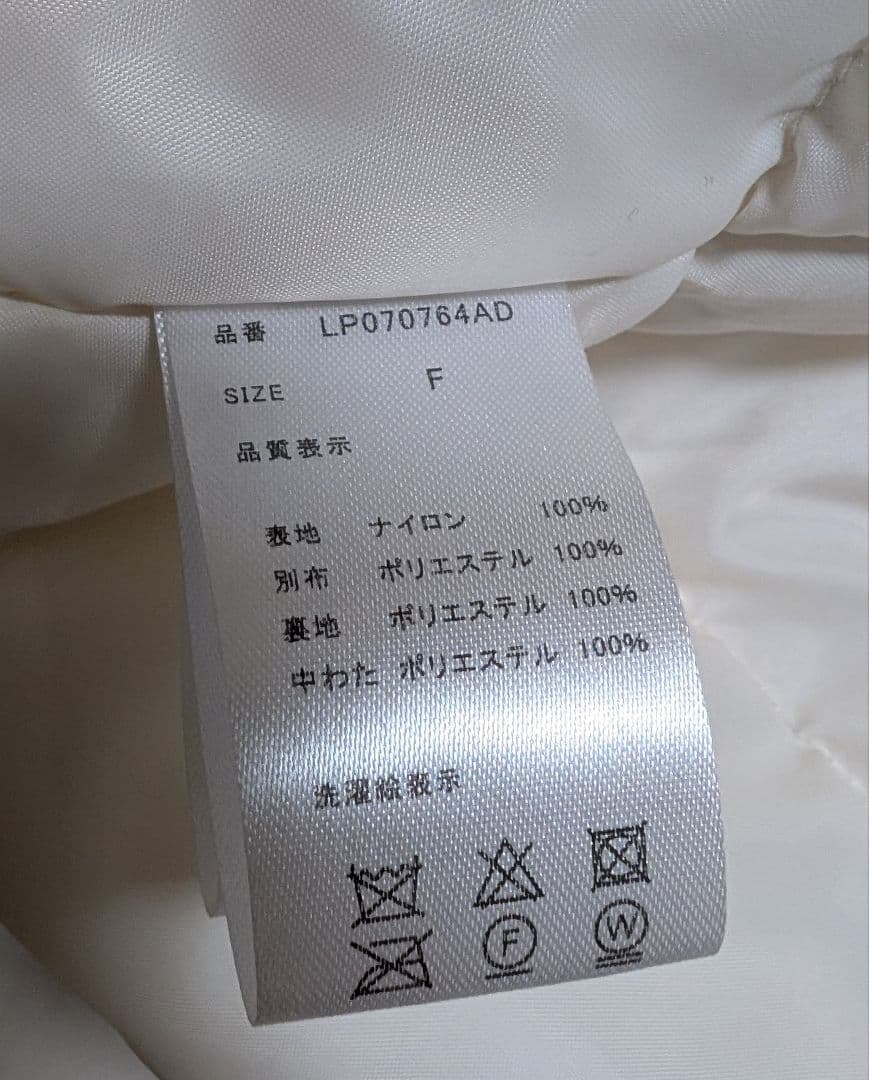 品番 LP070764AD
SIZE F
品質表示
表地 ナイロン 100%
別布 ポリエステル 100%
裏地 ポリエステル 100%
中わた ポリエステル 100%
洗濯絵表示
F W